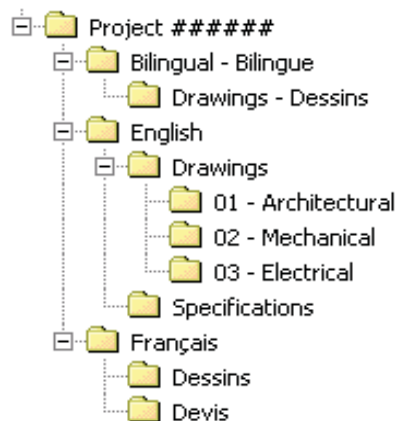 Project ######
Bilingual - Bilingue
Drawings - Dessins
English
Drawings
01 - Architectural
02 - Mechanical
03 - Electrical
Specifications
Français
Dessins
Devis